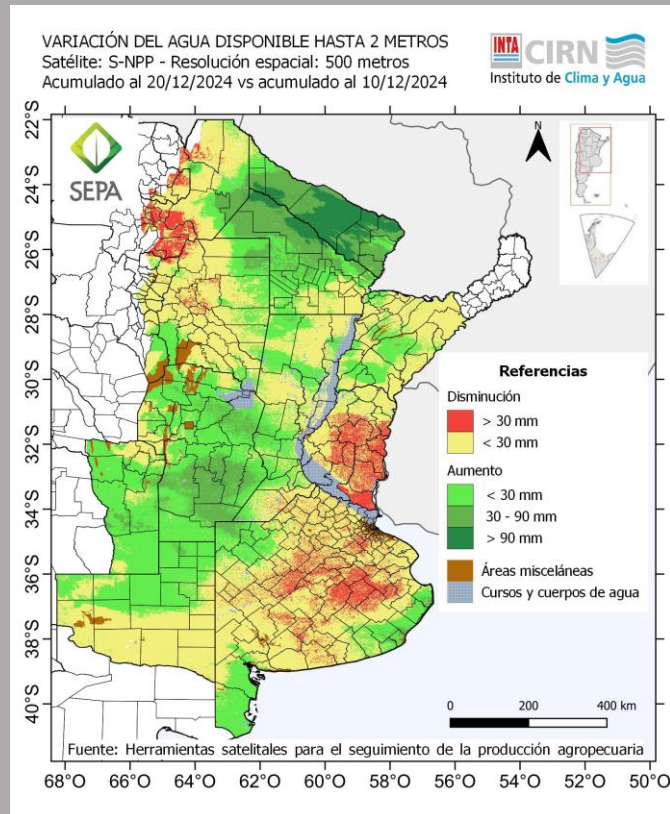 VARIACIÓN DEL AGUA DISPONIBLE HASTA 2 METROS
Satélite: S-NPP - Resolución espacial: 500 metros
Acumulado al 20/12/2024 vs acumulado al 10/12/2024
INTA CIRN
Instituto de Clima y Agua
SEPA
N
22°S
24°S
26°S
28°S
30°S
32°S
34°S
36°S
38°S
40°S
Referencias
Disminución
> 30 mm
< 30 mm
Aumento
< 30 mm
30 - 90 mm
> 90 mm
Áreas misceláneas
Cursos y cuerpos de agua
0 200 400 km
Fuente: Herramientas satelitales para el seguimiento de la producción agropecuaria
68°O 66°O 64°O 62°O 60°O 58°O 56°O 54°O 52°O 50°O